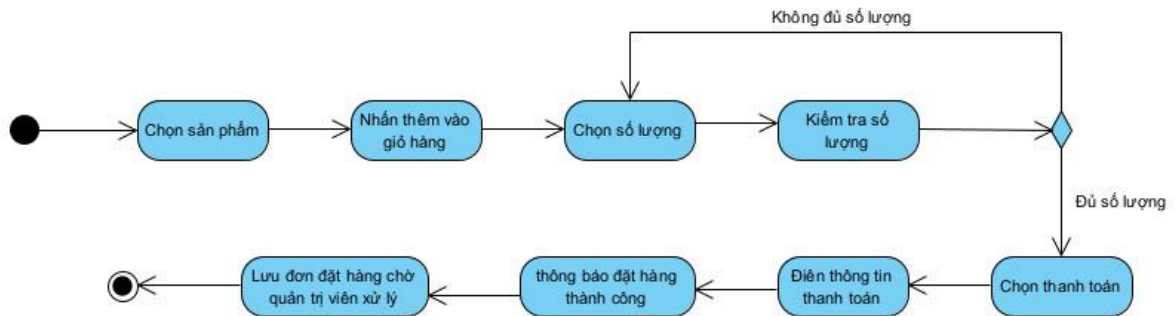 Không đủ số lượng
Chọn sản phẩm
Nhấn thêm vào
giỏ hàng
Chọn số lượng
Kiểm tra số
lượng
Đủ số lượng
Lưu đơn đặt hàng chờ
quản trị viên xử lý
thông báo đặt hàng
thành công
Điên thông tin
thanh toán
Chọn thanh toán